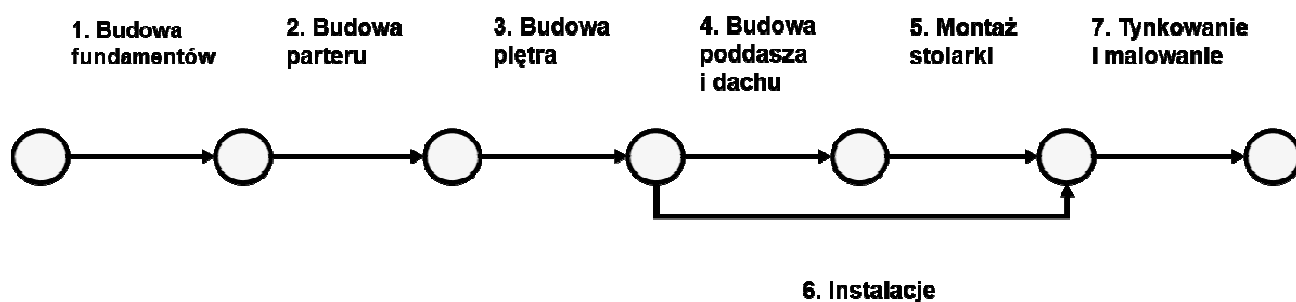 1. Budowa
fundamentów
2. Budowa
parteru
3. Budowa
piętra
4. Budowa
poddasza
i dachu
5. Montaż
stolarki
7. Tynkowanie
i malowanie
6. Instalacje